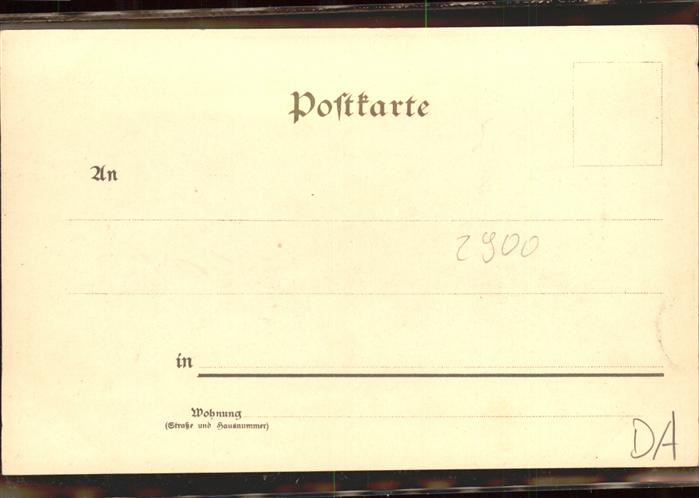 Postkarte
An
2900
in
Wohnung
(Straße und Hausnummer)
DA